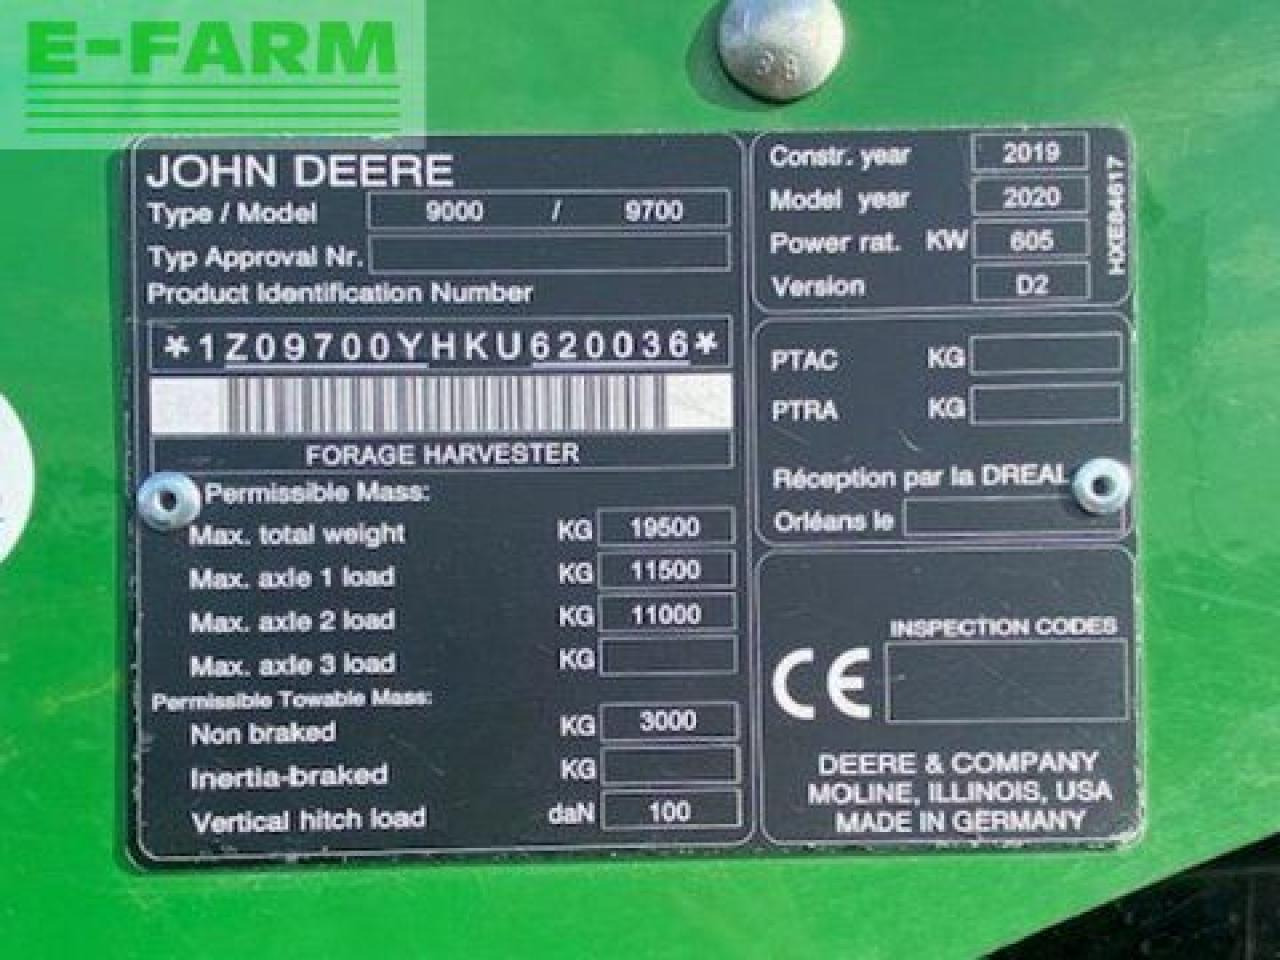 E-FARM
38
JOHN DEERE
Type / Model 9000 / 9700
Typ Approval Nr.
Product Identification Number
*1Z09700YHKU620036*
FORAGE HARVESTER
Permissible Mass:
Max. total weight KG 19500
Max. axle 1 load KG 11500
Max. axle 2 load KG 11000
Max. axle 3 load KG
Permissible Towable Mass:
Non braked KG 3000
Inertia-braked KG
Vertical hitch load daN 100
Constr. year 2019
Model year 2020
Power rat. KW 605
Version D2
HXE84617
PTAC KG
PTRA KG
Réception par la DREAL
Orléans le
INSPECTION CODES
CE
DEERE & COMPANY
MOLINE, ILLINOIS, USA
MADE IN GERMANY